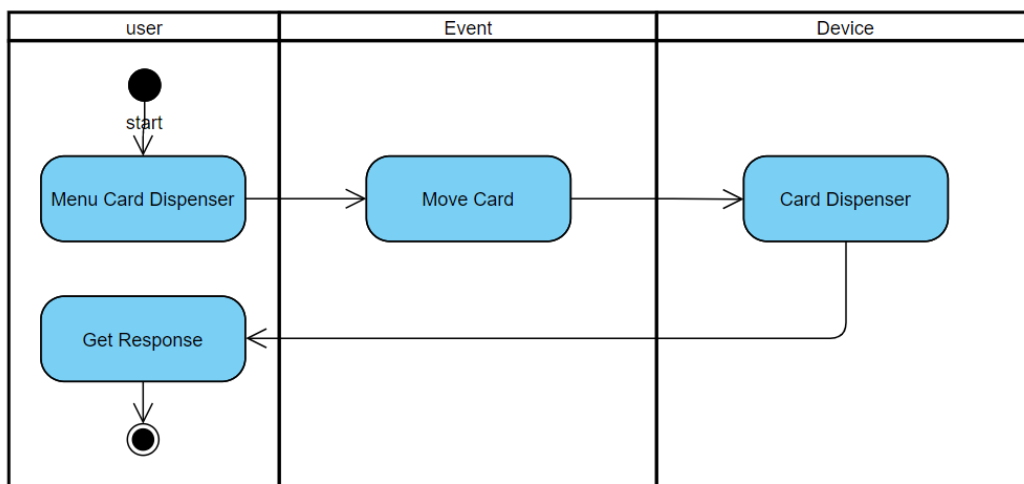 user
Event
Device
start
Menu Card Dispenser
Move Card
Card Dispenser
Get Response